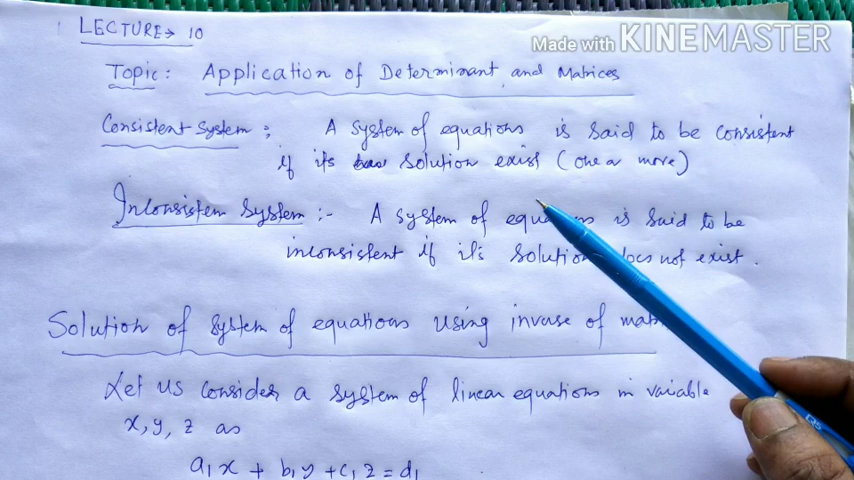 LECTURE→ 10
Made with KINEMASTER
Topic: Application of Determinant and Matrices
Consistent System: A system of equations is said to be consistent
if its solution exist (one or more)
Inconsistem System :- A system of equations is said to be
inconsistent if it's solution does not exist.
Solution of system of equations using inverse of
Let us consider a system of linear equations in variable
x, y, z as
a₁x + b₁y + c₁z = d₁